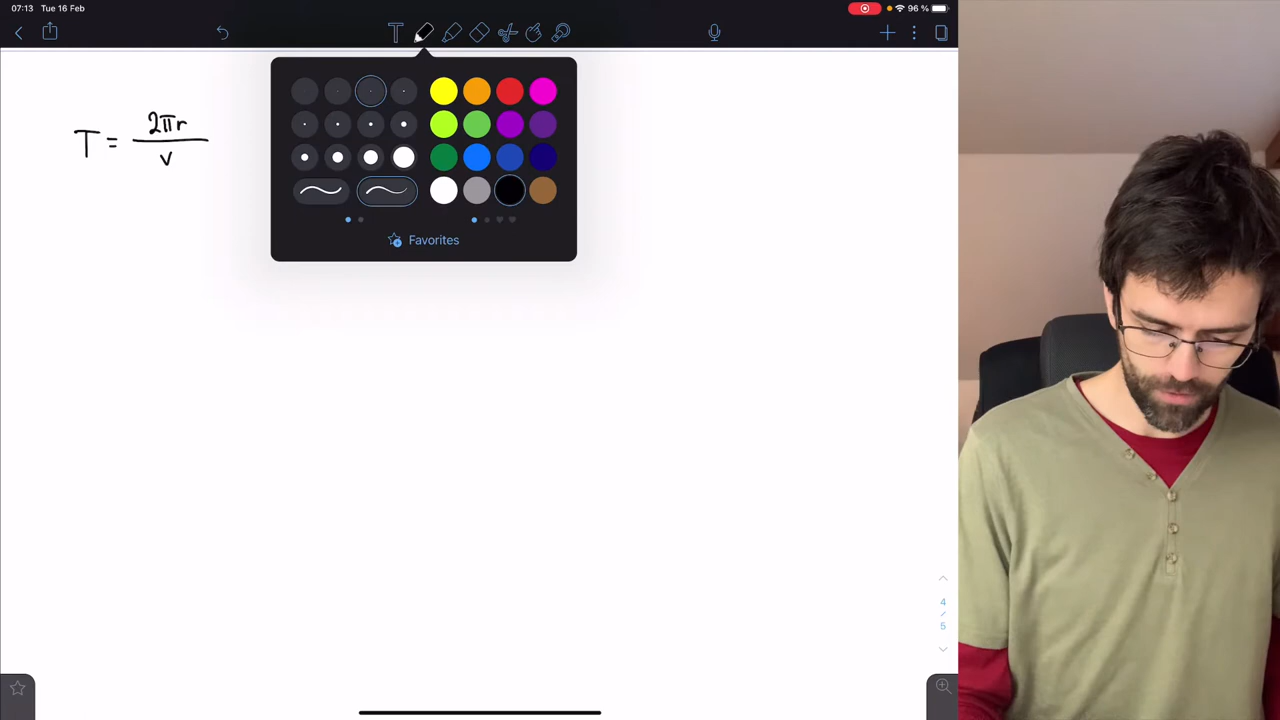 07:13 Tue 16 Feb
96 %
T
T = 2πr / v
Favorites
4
/
5